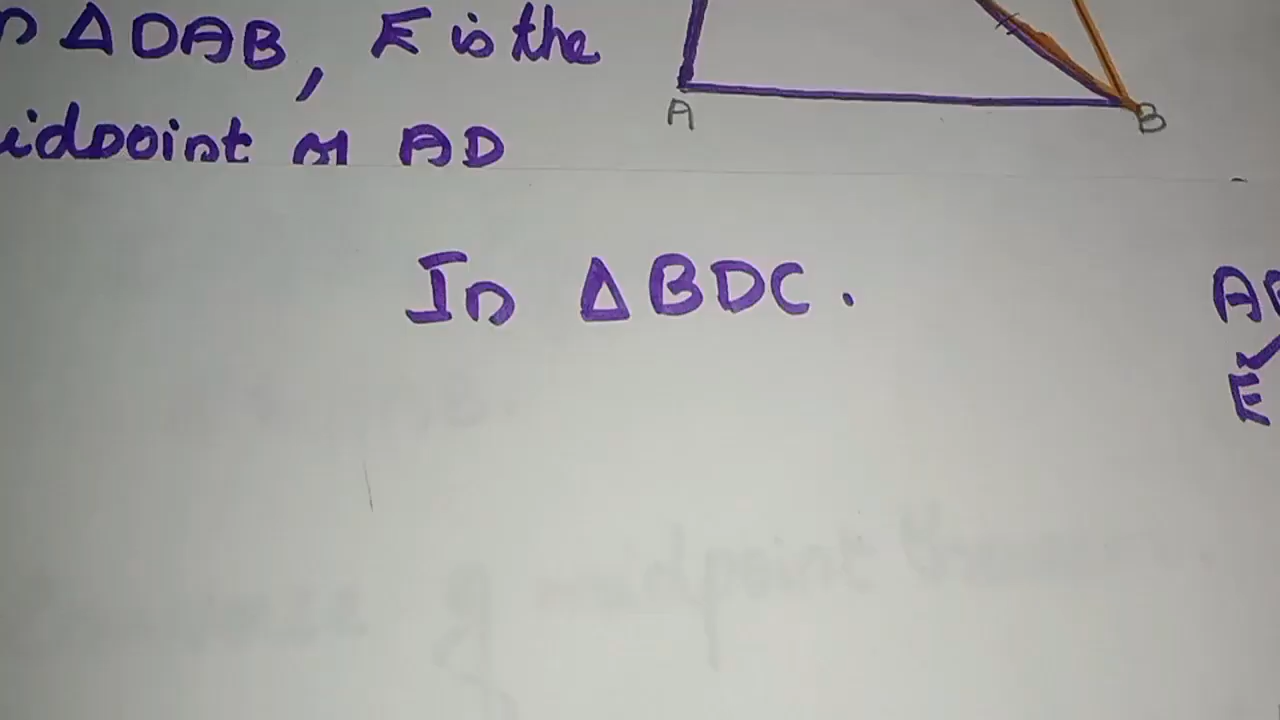 ΔDAB, E is the
idpoint of AD
A
B
In ΔBDC.
E